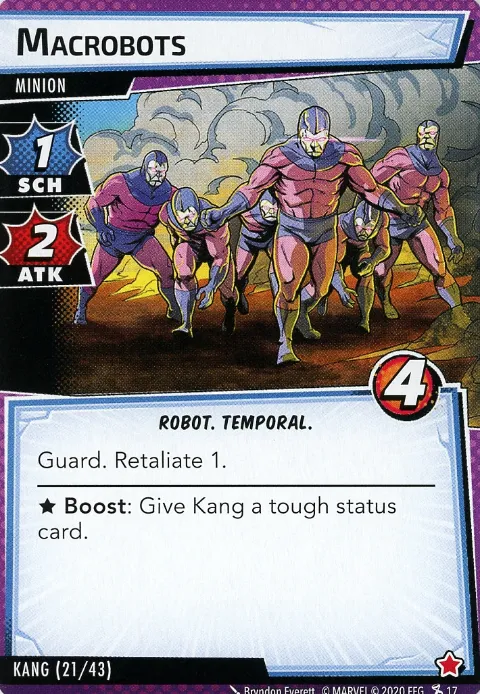 MACROBOTS
MINION
1
SCH
2
ATK
4
ROBOT. TEMPORAL.
Guard. Retaliate 1.
★ Boost: Give Kang a tough status
card.
KANG (21/43)
Bryndon Everett. © MARVEL © 2020 FFG 17